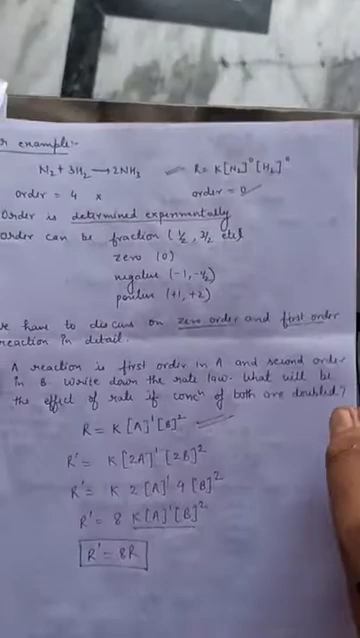 r example:-
N₂ + 3H₂ → 2NH₃ R = K[N₂]⁰[H₂]⁰
order = 4 x order = 0
Order is determined experimentally
order can be fraction (1/2, 3/2 etc)
zero (0)
negative (-1, -1/2)
positive (+1, +2)
we have to discuss on zero order and first order
reaction in detail.
A reaction is first order in A and second order
in B. Write down the rate law. What will be
the effect of rate if concⁿ of both are doubled?
R = K[A]¹[B]²
R' = K[2A]¹[2B]²
R' = K 2[A]¹ 4[B]²
R' = 8 K[A]¹[B]²
R' = 8R